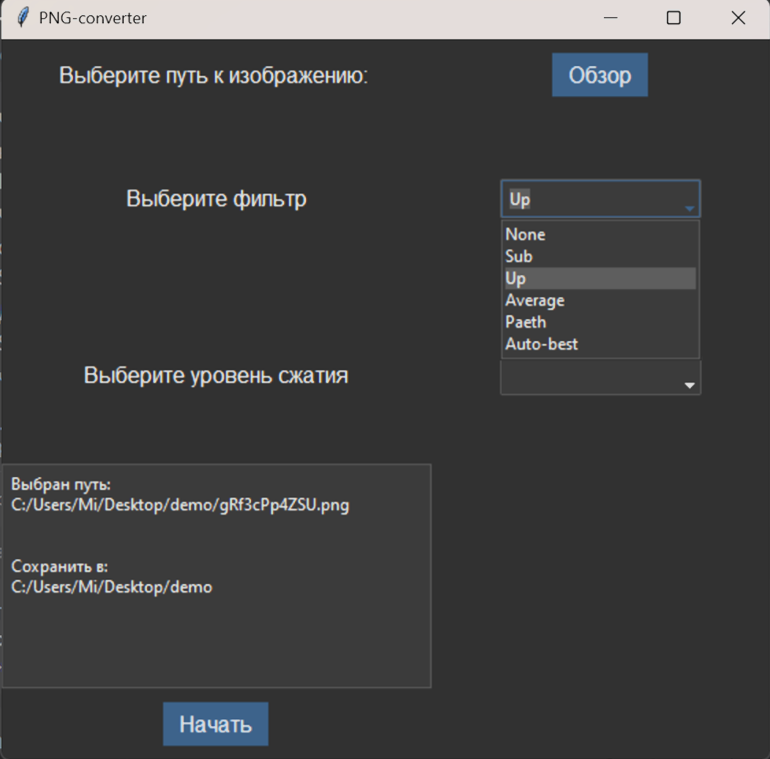 PNG-converter
Выберите путь к изображению:
Обзор
Выберите фильтр
Up
None
Sub
Up
Average
Paeth
Auto-best
Выберите уровень сжатия
Выбран путь:
C:/Users/Mi/Desktop/demo/gRf3cPp4ZSU.png
Сохранить в:
C:/Users/Mi/Desktop/demo
Начать